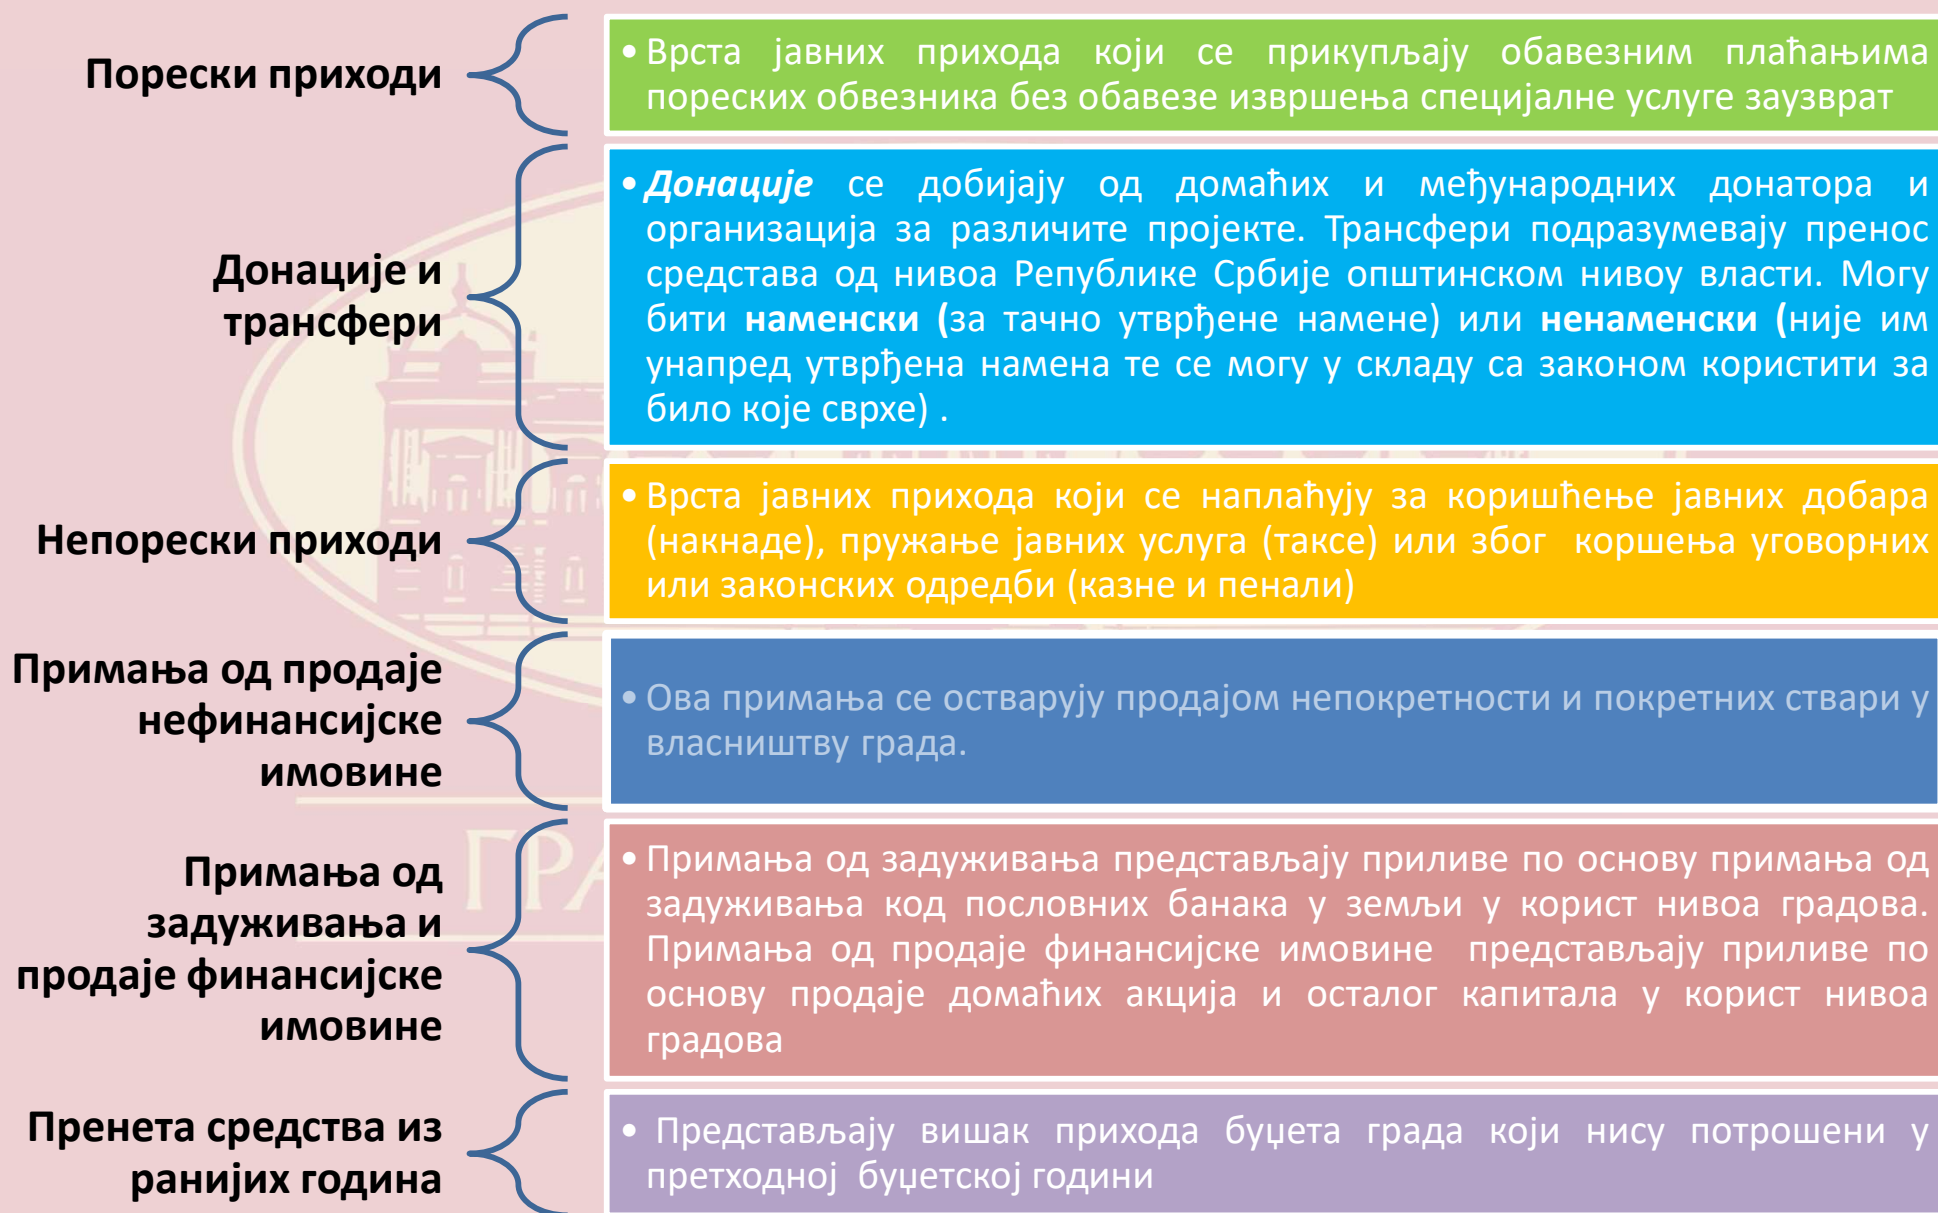 Порески приходи
• Врста јавних прихода који се прикупљају обавезним плаћањима
пореских обвезника без обавезе извршења специјалне услуге заузврат
Донације и
трансфери
• Донације се добијају од домаћих и међународних донатора и
организација за различите пројекте. Трансфери подразумевају пренос
средстава од нивоа Републике Србије општинском нивоу власти. Могу
бити наменски (за тачно утврђене намене) или ненаменски (није им
унапред утврђена намена те се могу у складу са законом користити за
било које сврхе) .
Непорески приходи
• Врста јавних прихода који се наплаћују за коришћење јавних добара
(накнаде), пружање јавних услуга (таксе) или због коршења уговорних
или законских одредби (казне и пенали)
Примања од продаје
нефинансијске
имовине
• Ова примања се остварују продајом непокретности и покретних ствари у
власништву града.
Примања од
задуживања и
продаје финансијске
имовине
• Примања од задуживања представљају приливе по основу примања од
задуживања код пословних банака у земљи у корист нивоа градова.
Примања од продаје финансијске имовине представљају приливе по
основу продаје домаћих акција и осталог капитала у корист нивоа
градова
Пренета средства из
ранијих година
• Представљају вишак прихода буџета града који нису потрошени у
претходној буџетској години